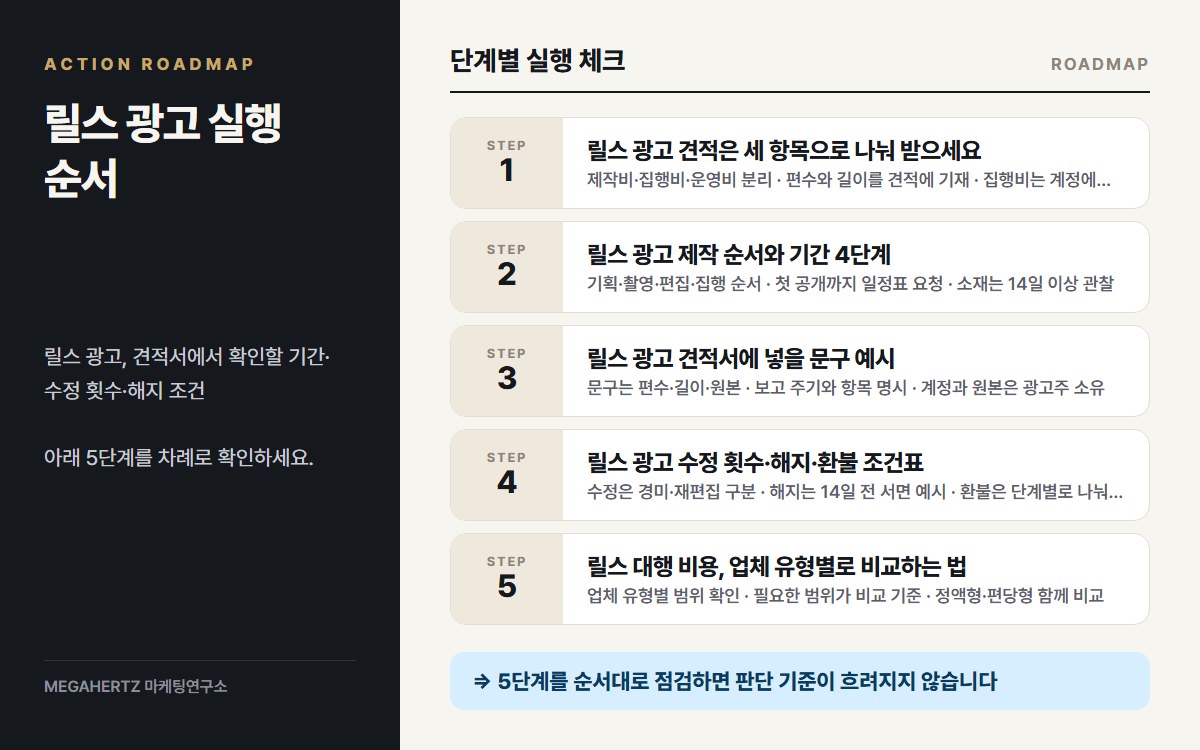 ACTION ROADMAP
릴스 광고 실행
순서
릴스 광고, 견적서에서 확인할 기간·
수정 횟수·해지 조건
아래 5단계를 차례로 확인하세요.
MEGAHERTZ 마케팅연구소
단계별 실행 체크
ROADMAP
STEP
1
릴스 광고 견적은 세 항목으로 나눠 받으세요
제작비·집행비·운영비 분리 · 편수와 길이를 견적에 기재 · 집행비는 계정에...
STEP
2
릴스 광고 제작 순서와 기간 4단계
기획·촬영·편집·집행 순서 · 첫 공개까지 일정표 요청 · 소재는 14일 이상 관찰
STEP
3
릴스 광고 견적서에 넣을 문구 예시
문구는 편수·길이·원본 · 보고 주기와 항목 명시 · 계정과 원본은 광고주 소유
STEP
4
릴스 광고 수정 횟수·해지·환불 조건표
수정은 경미·재편집 구분 · 해지는 14일 전 서면 예시 · 환불은 단계별로 나눠...
STEP
5
릴스 대행 비용, 업체 유형별로 비교하는 법
업체 유형별 범위 확인 · 필요한 범위가 비교 기준 · 정액형·편당형 함께 비교
→ 5단계를 순서대로 점검하면 판단 기준이 흐려지지 않습니다